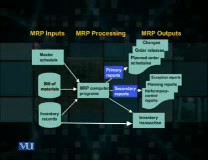 MRP Inputs MRP Processing MRP Outputs
Master
schedule
Bill-of
materials
Inventory
records
MRP computer
programs
Primary
reports
Secondary
reports
Changes
Order releases
Planned order
schedules
Exception reports
Planning reports
Performance-
control
reports
Inventory
transaction
VU